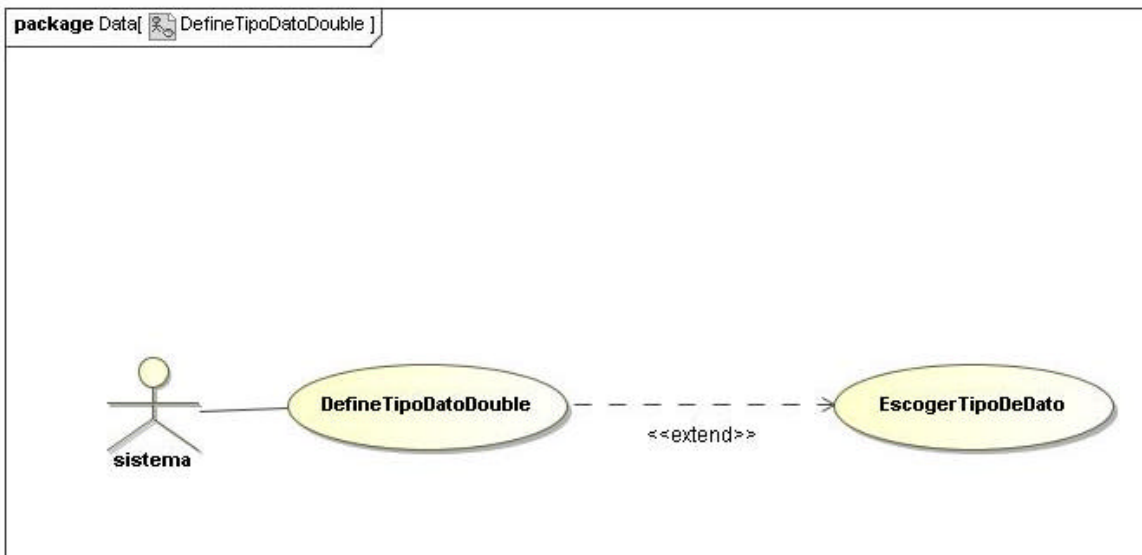 package Data[ DefineTipoDatoDouble ]
DefineTipoDatoDouble
EscogerTipoDeDato
<<extend>>
sistema